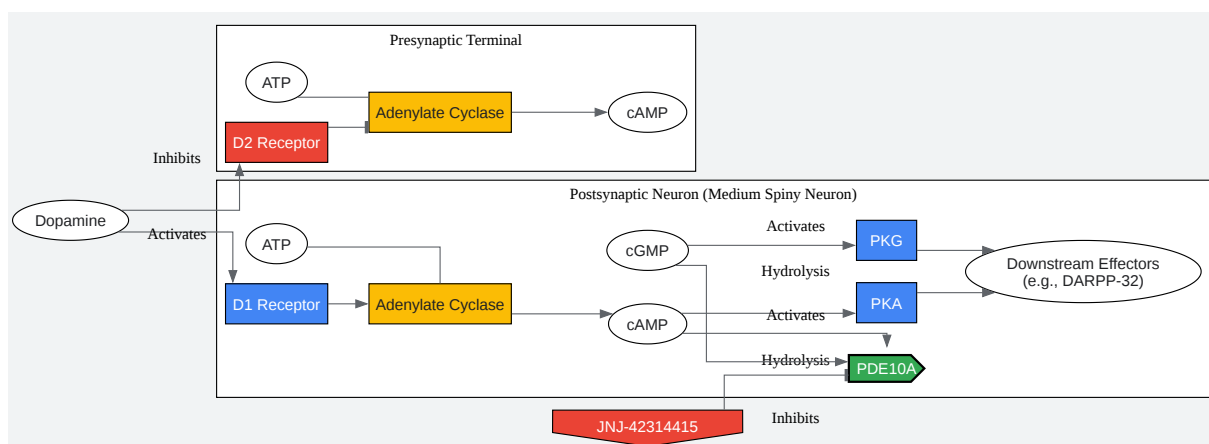 Presynaptic Terminal
ATP
Adenylate Cyclase
cAMP
D2 Receptor
Inhibits
Postsynaptic Neuron (Medium Spiny Neuron)
Dopamine
Activates
ATP
cGMP
Activates
PKG
Hydrolysis
Downstream Effectors
(e.g., DARPP-32)
D1 Receptor
Adenylate Cyclase
cAMP
Activates
PKA
Hydrolysis
PDE10A
JNJ-42314415
Inhibits